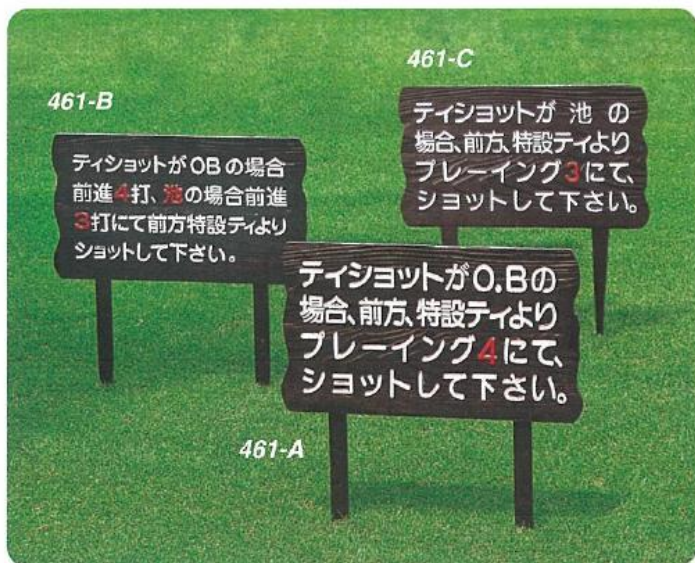 461-C
ティショットが 池 の
場合、前方、特設ティより
プレーイング3にて、
ショットして下さい。
461-B
ティショットがOBの場合
前進4打、池の場合前進
3打にて前方特設ティより
ショットして下さい。
ティショットがO.Bの
場合、前方、特設ティより
プレーイング4にて、
ショットして下さい。
461-A